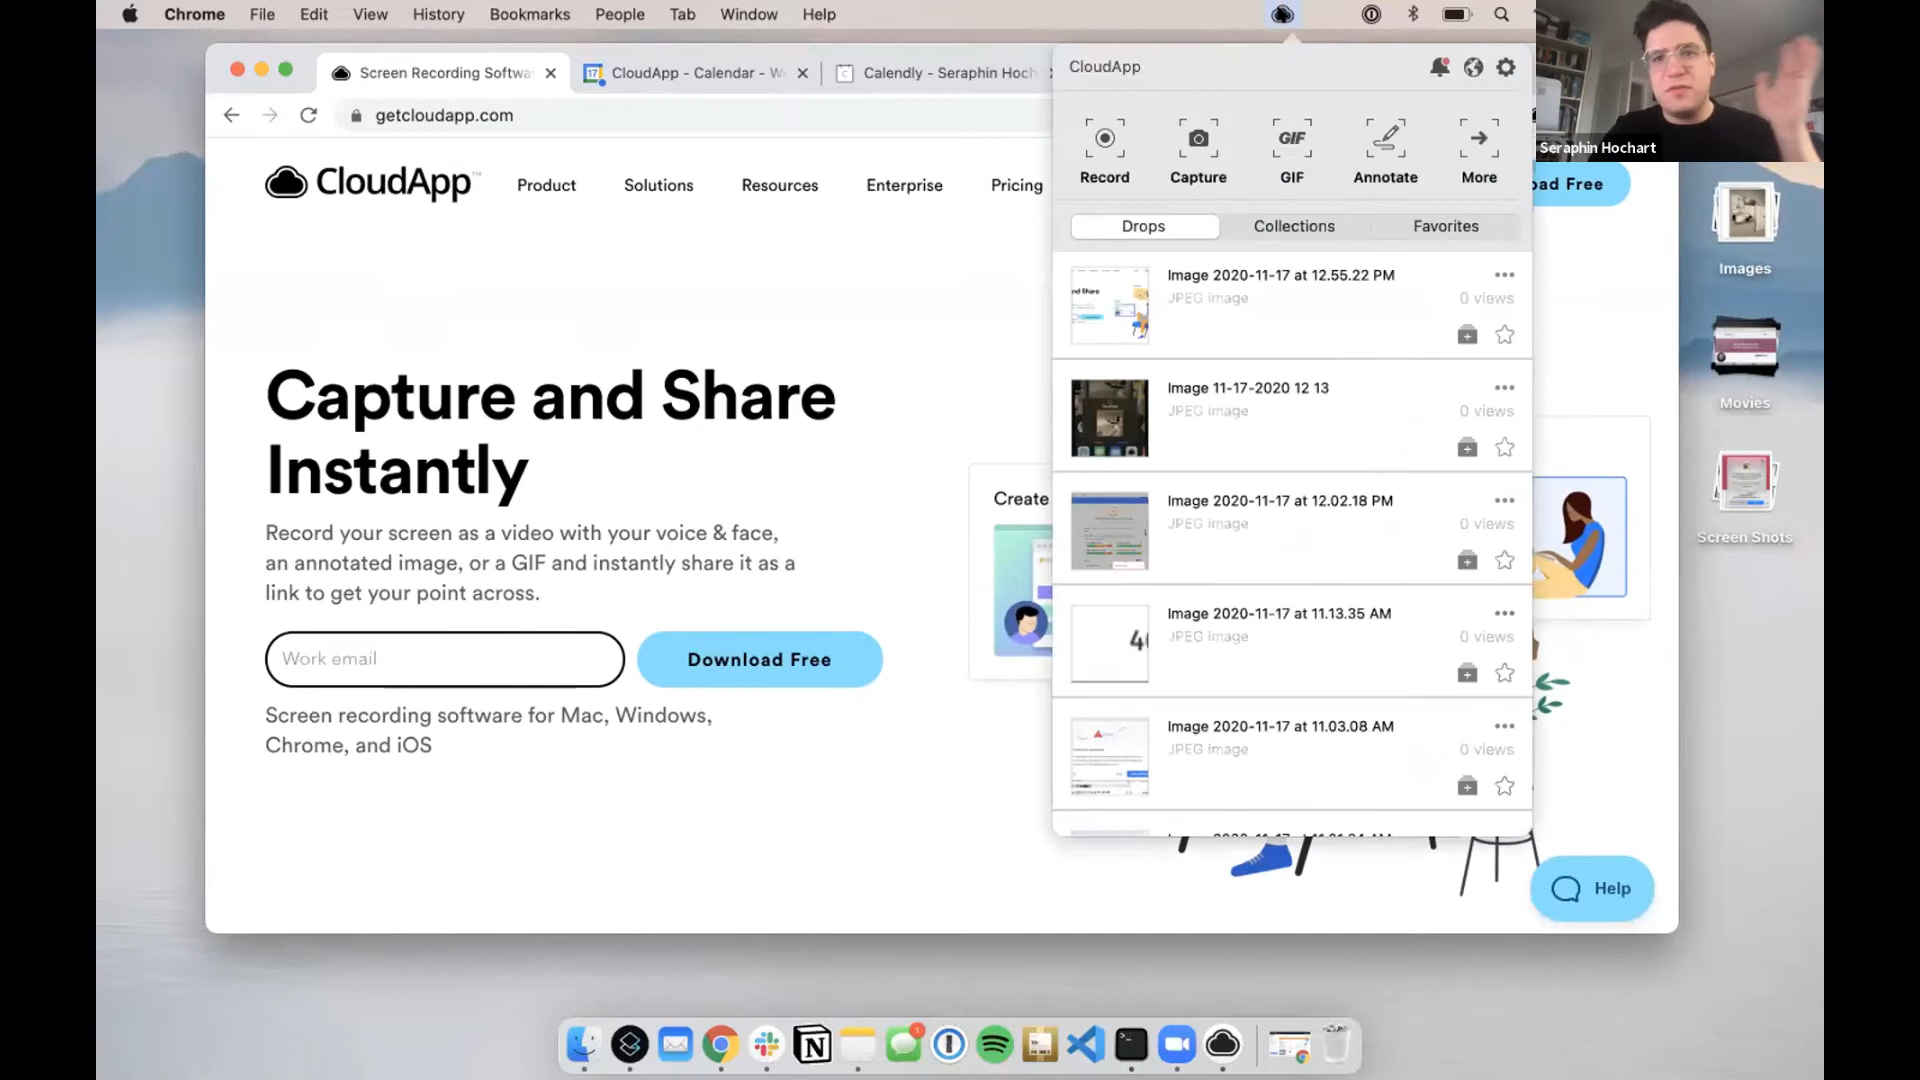 Chrome File Edit View History Bookmarks People Tab Window Help
Screen Recording Softwa
CloudApp - Calendar - W
Calendly - Seraphin Hoch
getcloudapp.com
CloudApp™
Product
Solutions
Resources
Enterprise
Pricing
Capture and Share
Instantly
Record your screen as a video with your voice & face,
an annotated image, or a GIF and instantly share it as a
link to get your point across.
Work email
Download Free
Screen recording software for Mac, Windows,
Chrome, and iOS
Create
CloudApp
Record
Capture
GIF
GIF
Annotate
More
Drops
Collections
Favorites
Image 2020-11-17 at 12.55.22 PM
JPEG image
0 views
Image 11-17-2020 12 13
JPEG image
0 views
Image 2020-11-17 at 12.02.18 PM
JPEG image
0 views
Image 2020-11-17 at 11.13.35 AM
JPEG image
0 views
Image 2020-11-17 at 11.03.08 AM
JPEG image
0 views
Seraphin Hochart
Free
Images
Movies
Screen Shots
Help
17
1